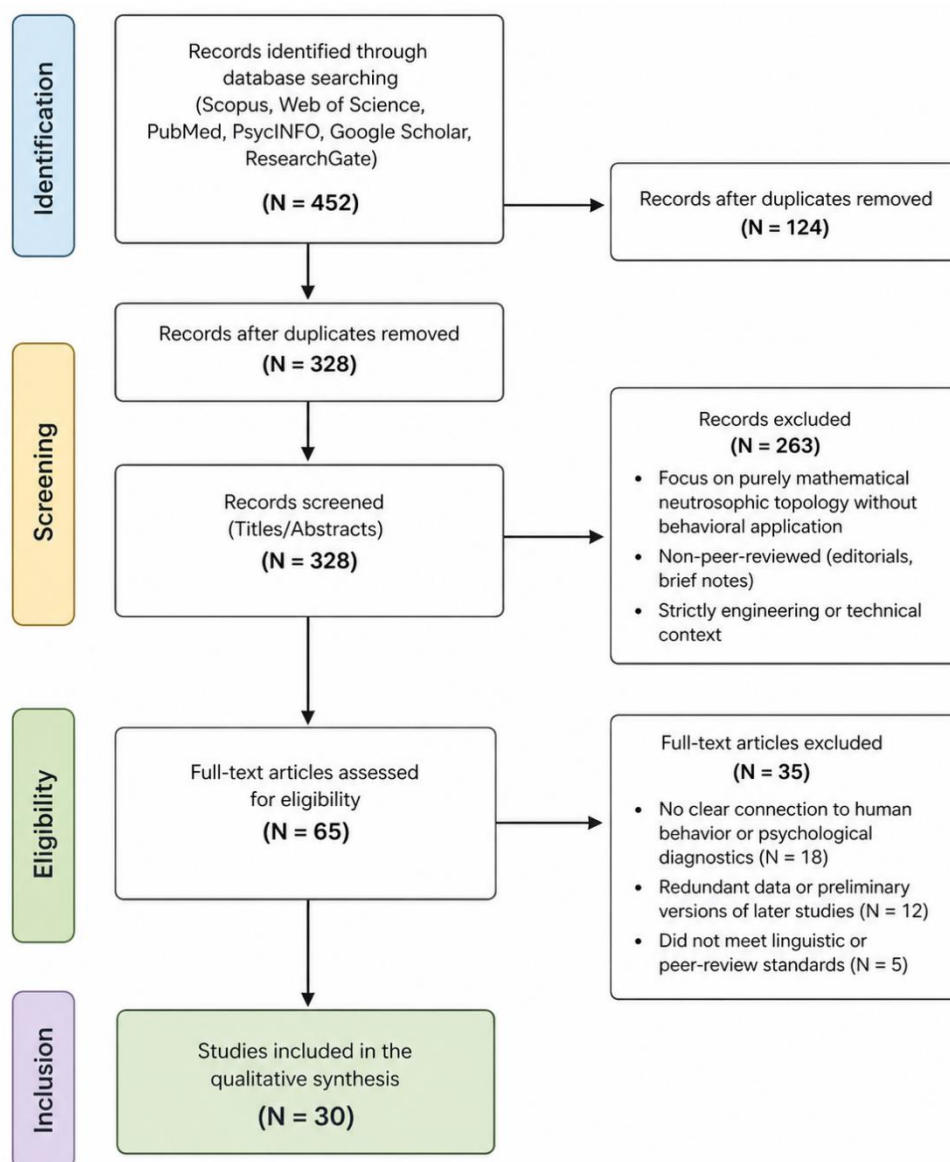 Identification
Records identified through
database searching
(Scopus, Web of Science,
PubMed, PsycINFO, Google Scholar,
ResearchGate)
(N = 452)
Records after duplicates removed
(N = 124)
Screening
Records after duplicates removed
(N = 328)
Records screened
(Titles/Abstracts)
(N = 328)
Records excluded
(N = 263)
• Focus on purely mathematical
neutrosophic topology without
behavioral application
• Non-peer-reviewed (editorials,
brief notes)
• Strictly engineering or technical
context
Eligibility
Full-text articles assessed
for eligibility
(N = 65)
Full-text articles excluded
(N = 35)
• No clear connection to human
behavior or psychological
diagnostics (N = 18)
• Redundant data or preliminary
versions of later studies (N = 12)
• Did not meet linguistic or
peer-review standards (N = 5)
Inclusion
Studies included in the
qualitative synthesis
(N = 30)